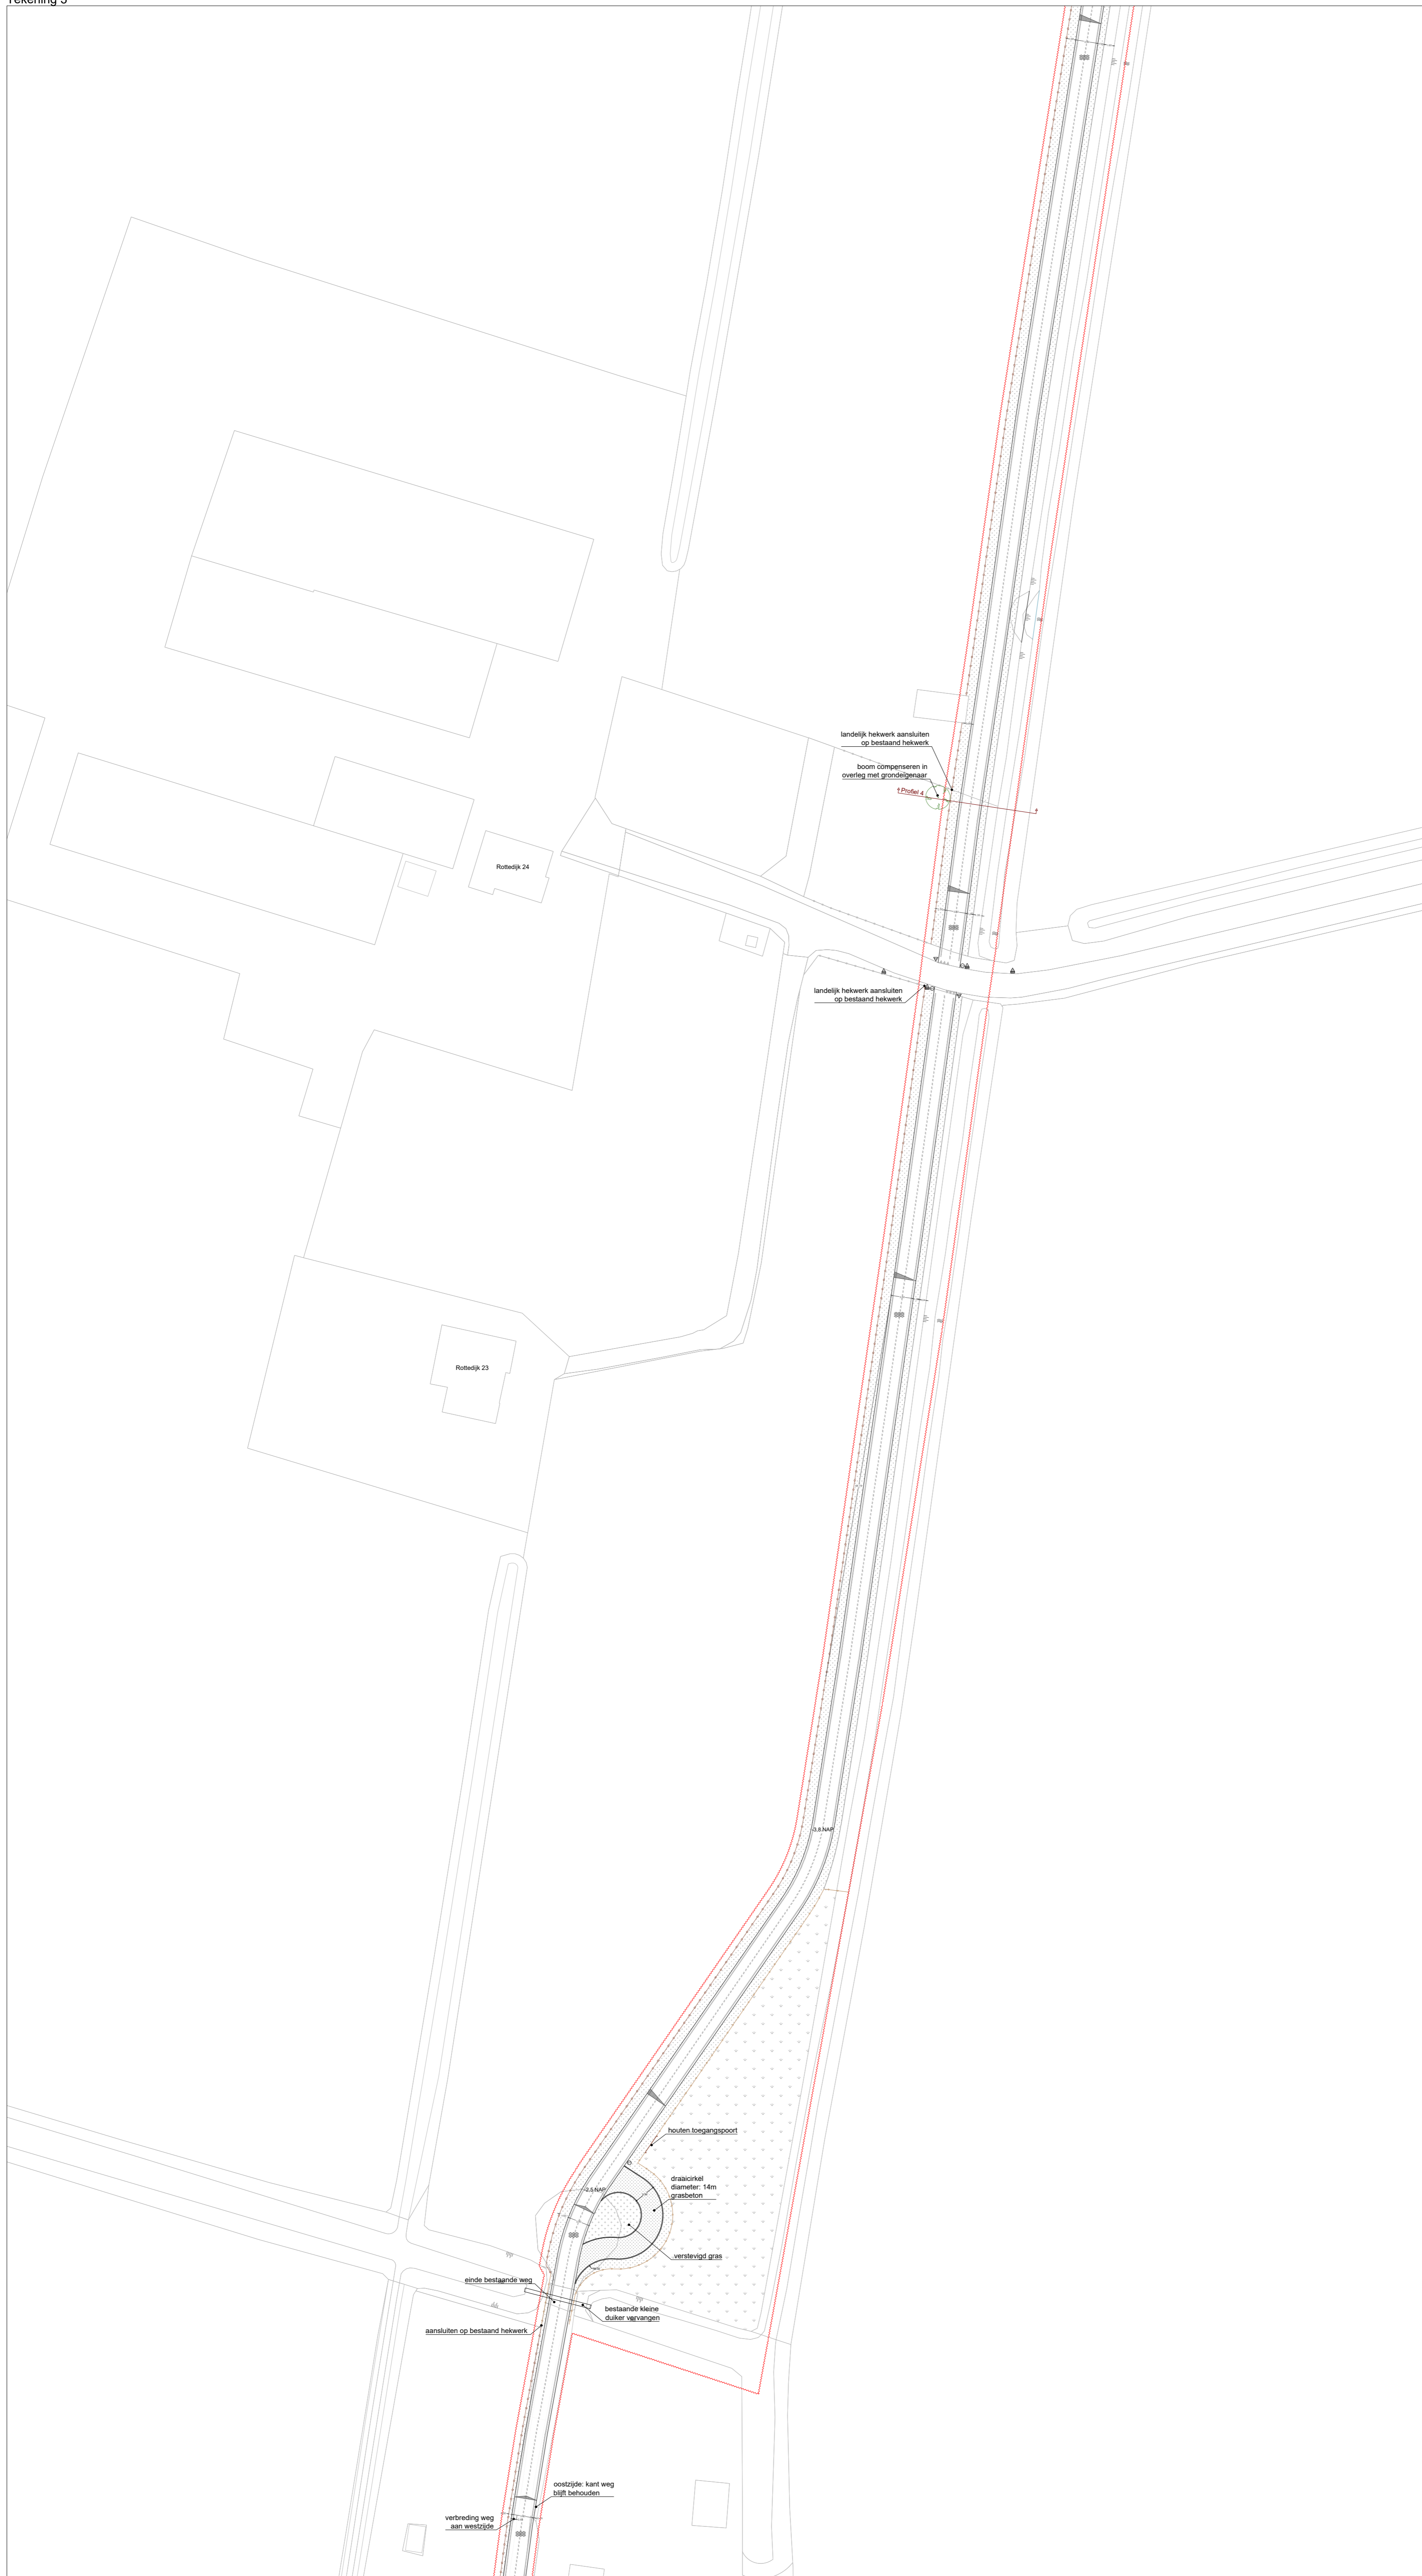 Tekening 5
landelijk hekwerk aansluiten
op bestaand hekwerk
boom compenseren in
overleg met grondeigenaar
Profiel 4
Rottedijk 24
landelijk hekwerk aansluiten
op bestaand hekwerk
Rottedijk 23
-3,8 NAP
houten toegangspoort
draaicirkel
diameter: 14m
grasbeton
-2,5 NAP
verstevigd gras
einde bestaande weg
bestaande kleine
duiker vervangen
aansluiten op bestaand hekwerk
oostzijde: kant weg
blijft behouden
verbreding weg
aan westzijde